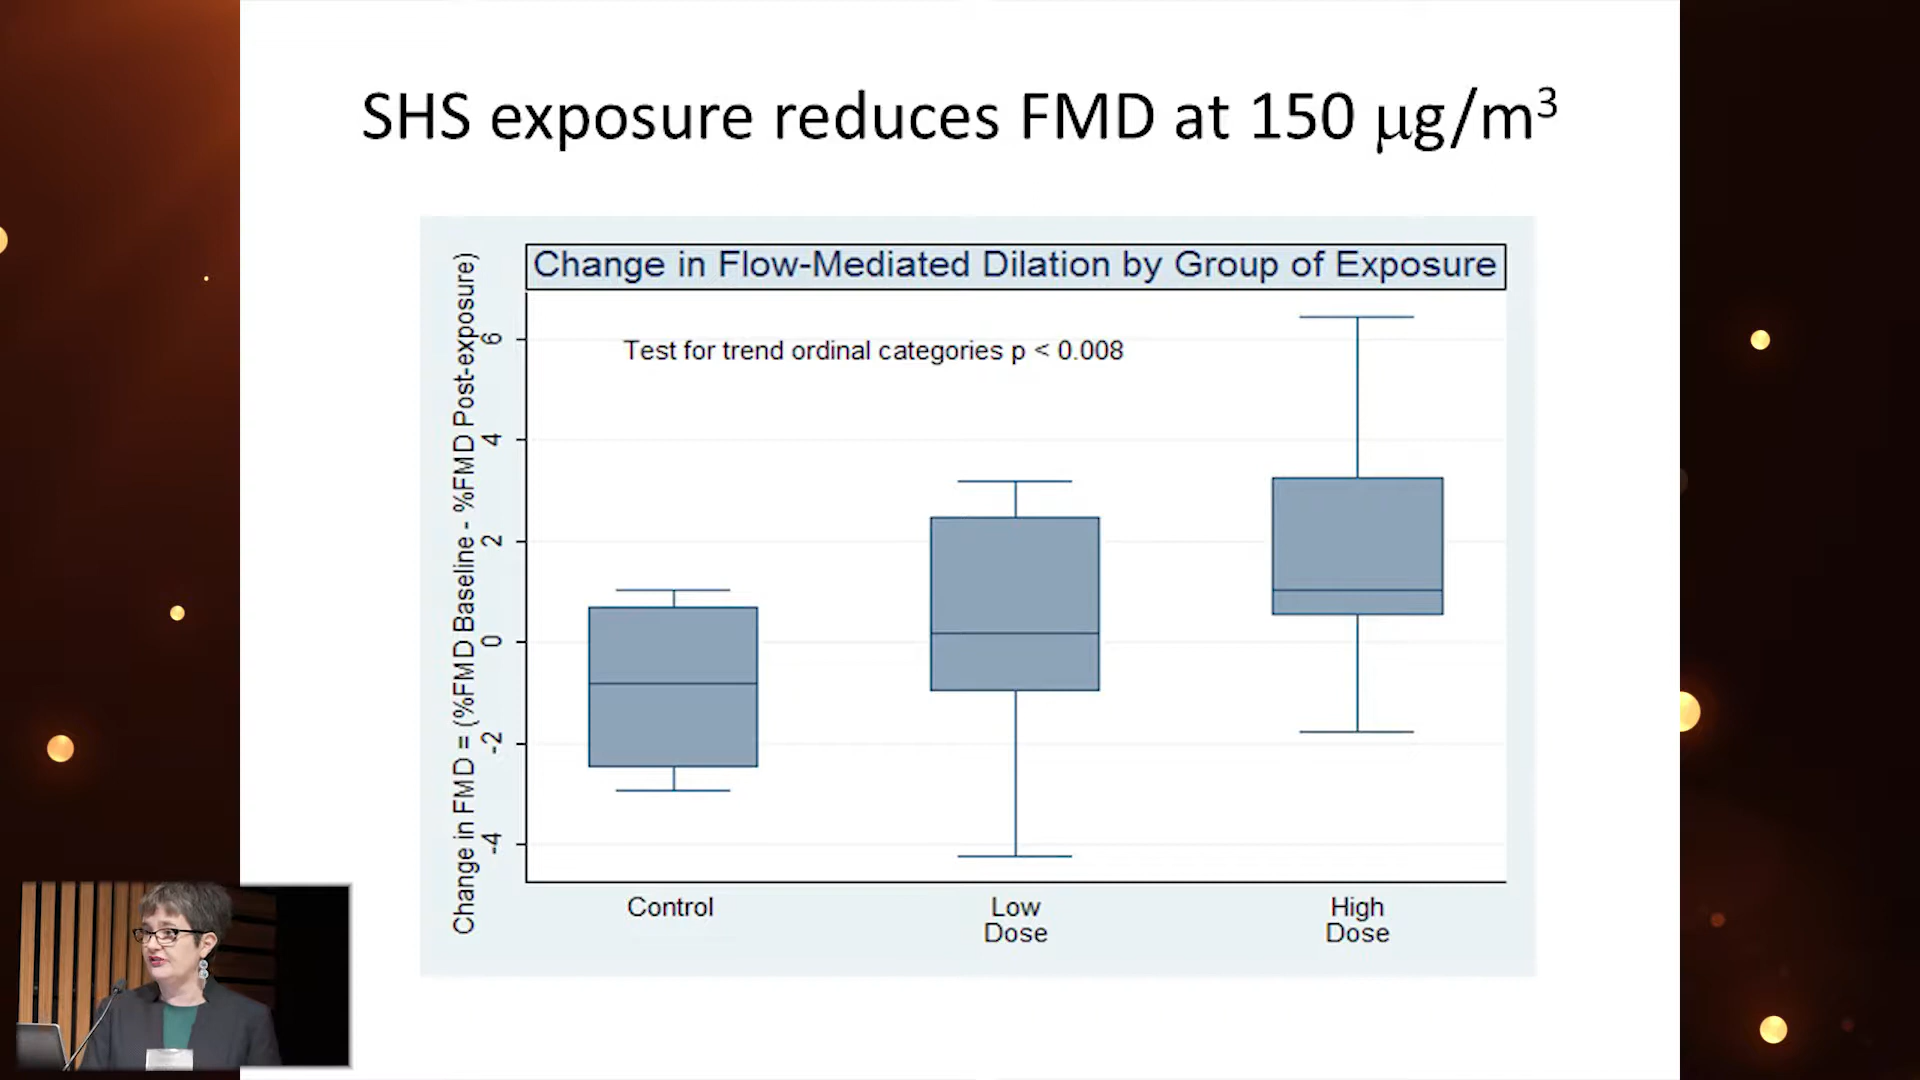 SHS exposure reduces FMD at 150 μg/m³
Change in Flow-Mediated Dilation by Group of Exposure
Test for trend ordinal categories p < 0.008
Change in FMD = (%FMD Baseline - %FMD Post-exposure)
6
4
2
0
-2
-4
Control
Low
Dose
High
Dose